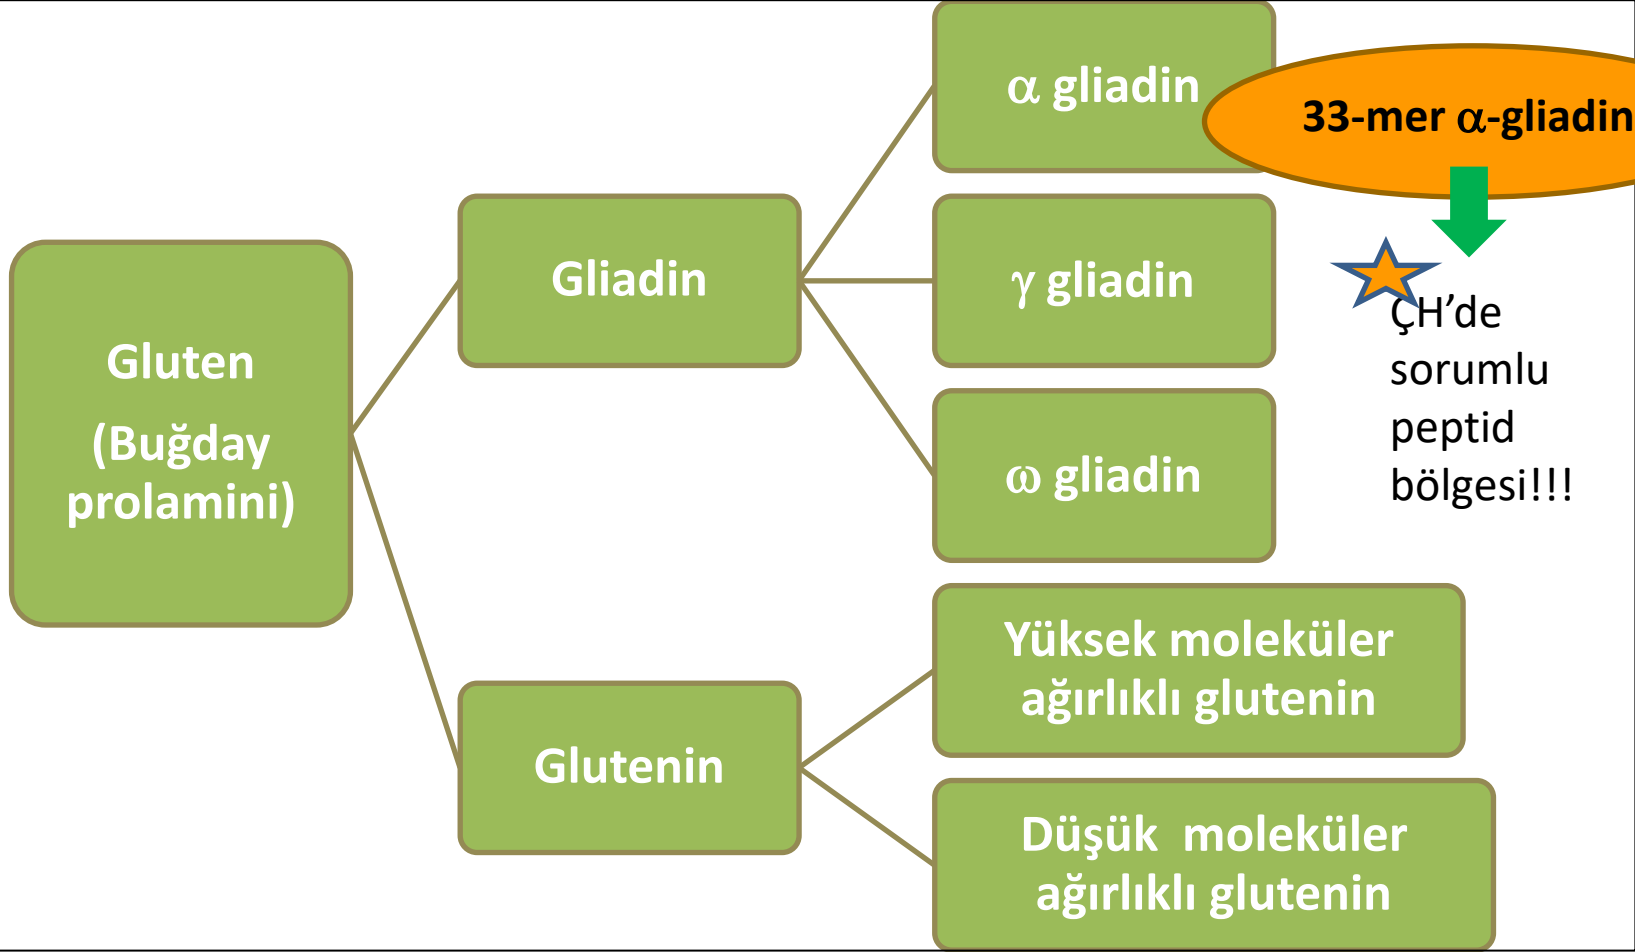 Gluten
(Buğday
prolamini)
Gliadin
Glutenin
α gliadin
γ gliadin
ω gliadin
Yüksek moleküler
ağırlıklı glutenin
Düşük  moleküler
ağırlıklı glutenin
33-mer α-gliadin
ÇH’de
sorumlu
peptid
bölgesi!!!